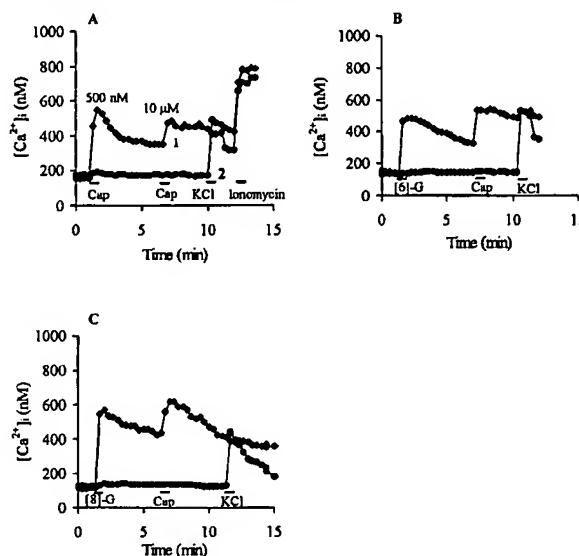 A
[Ca2+]i (nM)
1000
800
600
400
200
0
500 nM
10 µM
1
2
Cap
Cap
KCl
Ionomycin
0
5
10
15
Time (min)
B
[Ca2+]i (nM)
1000
800
600
400
200
0
[6]-G
Cap
KCl
0
5
10
15
Time (min)
C
[Ca2+]i (nM)
1000
800
600
400
200
0
[8]-G
Cap
KCl
0
5
10
15
Time (min)